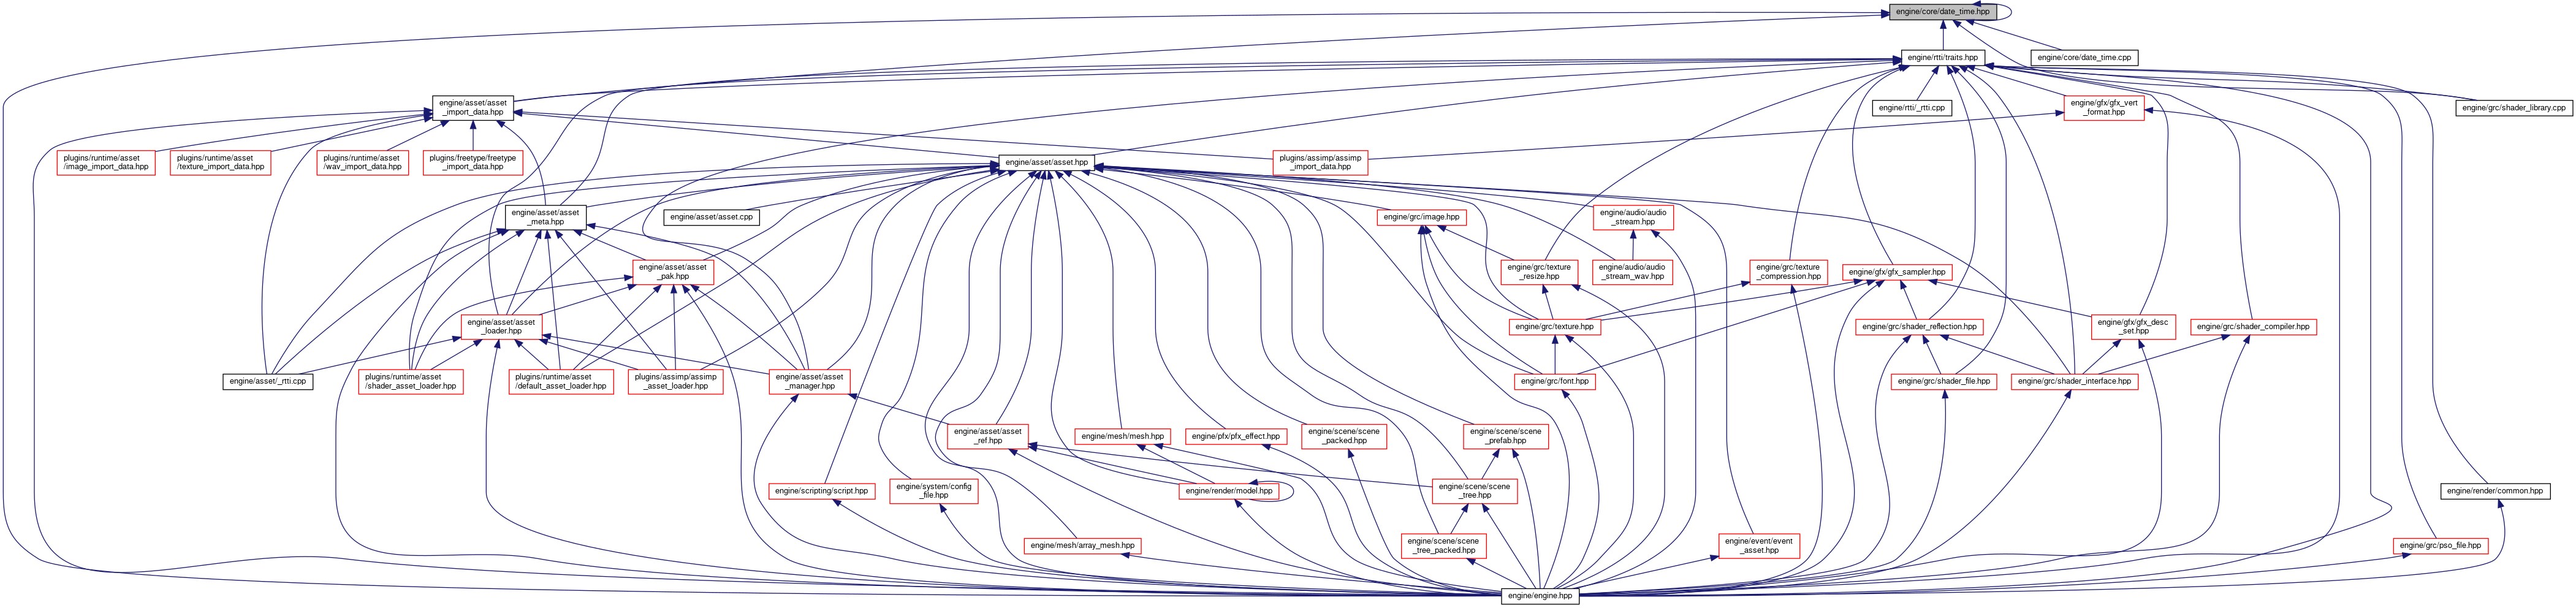 engine/core/date_time.hpp
engine/rtti/traits.hpp
engine/core/date_time.cpp
engine/asset/asset
_import_data.hpp
engine/rtti/_rtti.cpp
engine/gfx/gfx_vert
_format.hpp
engine/grc/shader_library.cpp
plugins/runtime/asset
/image_import_data.hpp
plugins/runtime/asset
/texture_import_data.hpp
plugins/runtime/asset
/wav_import_data.hpp
plugins/freetype/freetype
_import_data.hpp
engine/asset/asset.hpp
plugins/assimp/assimp
_import_data.hpp
engine/asset/asset
_meta.hpp
engine/asset/asset.cpp
engine/grc/image.hpp
engine/audio/audio
_stream.hpp
engine/asset/asset
_pak.hpp
engine/grc/texture
_resize.hpp
engine/audio/audio
_stream_wav.hpp
engine/grc/texture
_compression.hpp
engine/gfx/gfx_sampler.hpp
engine/asset/asset
_loader.hpp
engine/grc/texture.hpp
engine/grc/shader_reflection.hpp
engine/gfx/gfx_desc
_set.hpp
engine/grc/shader_compiler.hpp
engine/asset/_rtti.cpp
plugins/runtime/asset
/shader_asset_loader.hpp
plugins/runtime/asset
/default_asset_loader.hpp
plugins/assimp/assimp
_asset_loader.hpp
engine/asset/asset
_manager.hpp
engine/grc/font.hpp
engine/grc/shader_file.hpp
engine/grc/shader_interface.hpp
engine/asset/asset
_ref.hpp
engine/mesh/mesh.hpp
engine/pfx/pfx_effect.hpp
engine/scene/scene
_packed.hpp
engine/scene/scene
_prefab.hpp
engine/scripting/script.hpp
engine/system/config
_file.hpp
engine/render/model.hpp
engine/scene/scene
_tree.hpp
engine/render/common.hpp
engine/mesh/array_mesh.hpp
engine/scene/scene
_tree_packed.hpp
engine/event/event
_asset.hpp
engine/grc/pso_file.hpp
engine/engine.hpp